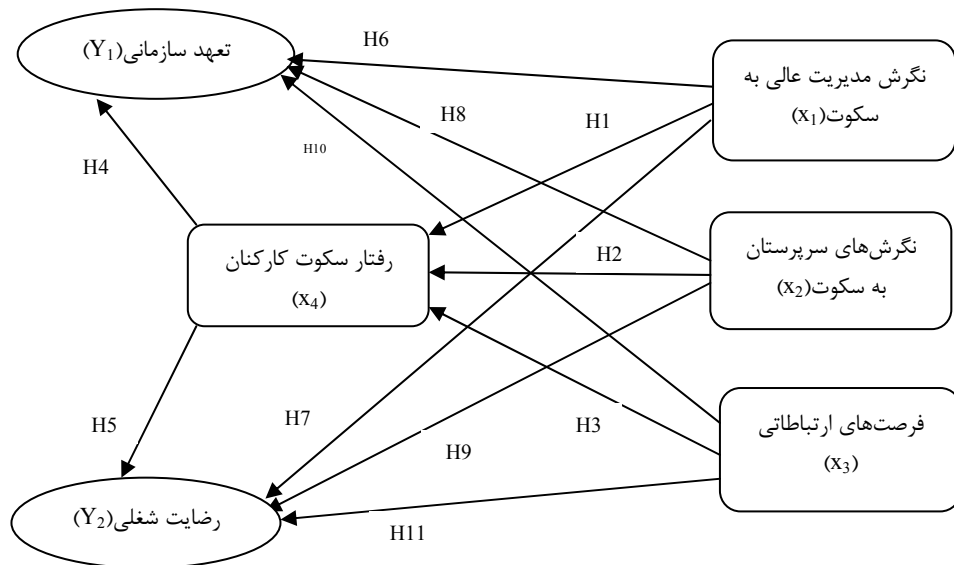 نگرش مدیریت عالی به
سکوت(x₁)
نگرش‌های سرپرستان
به سکوت(x₂)
فرصت‌های ارتباطاتی
(x₃)
رفتار سکوت کارکنان
(x₄)
تعهد سازمانی(Y₁)
رضایت شغلی(Y₂)
H6
H8
H1
H10
H4
H2
H5
H7
H3
H9
H11